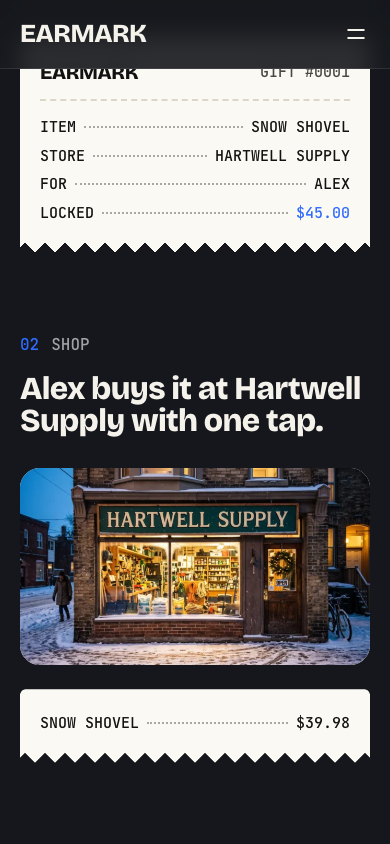 EARMARK
EARMARK GIFT #0001
ITEM SNOW SHOVEL
STORE HARTWELL SUPPLY
FOR ALEX
LOCKED $45.00
02 SHOP
Alex buys it at Hartwell
Supply with one tap.
HARTWELL SUPPLY
SNOW SHOVEL $39.98